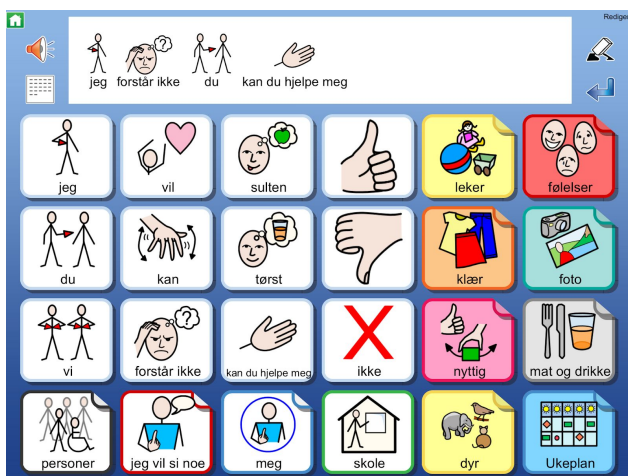 Rediger
jeg forstår ikke du kan du hjelpe meg
jeg vil sulten leker følelser
du kan tørst klær foto
vi forstår ikke kan du hjelpe meg ikke nyttig mat og drikke
personer jeg vil si noe meg skole dyr Ukeplan